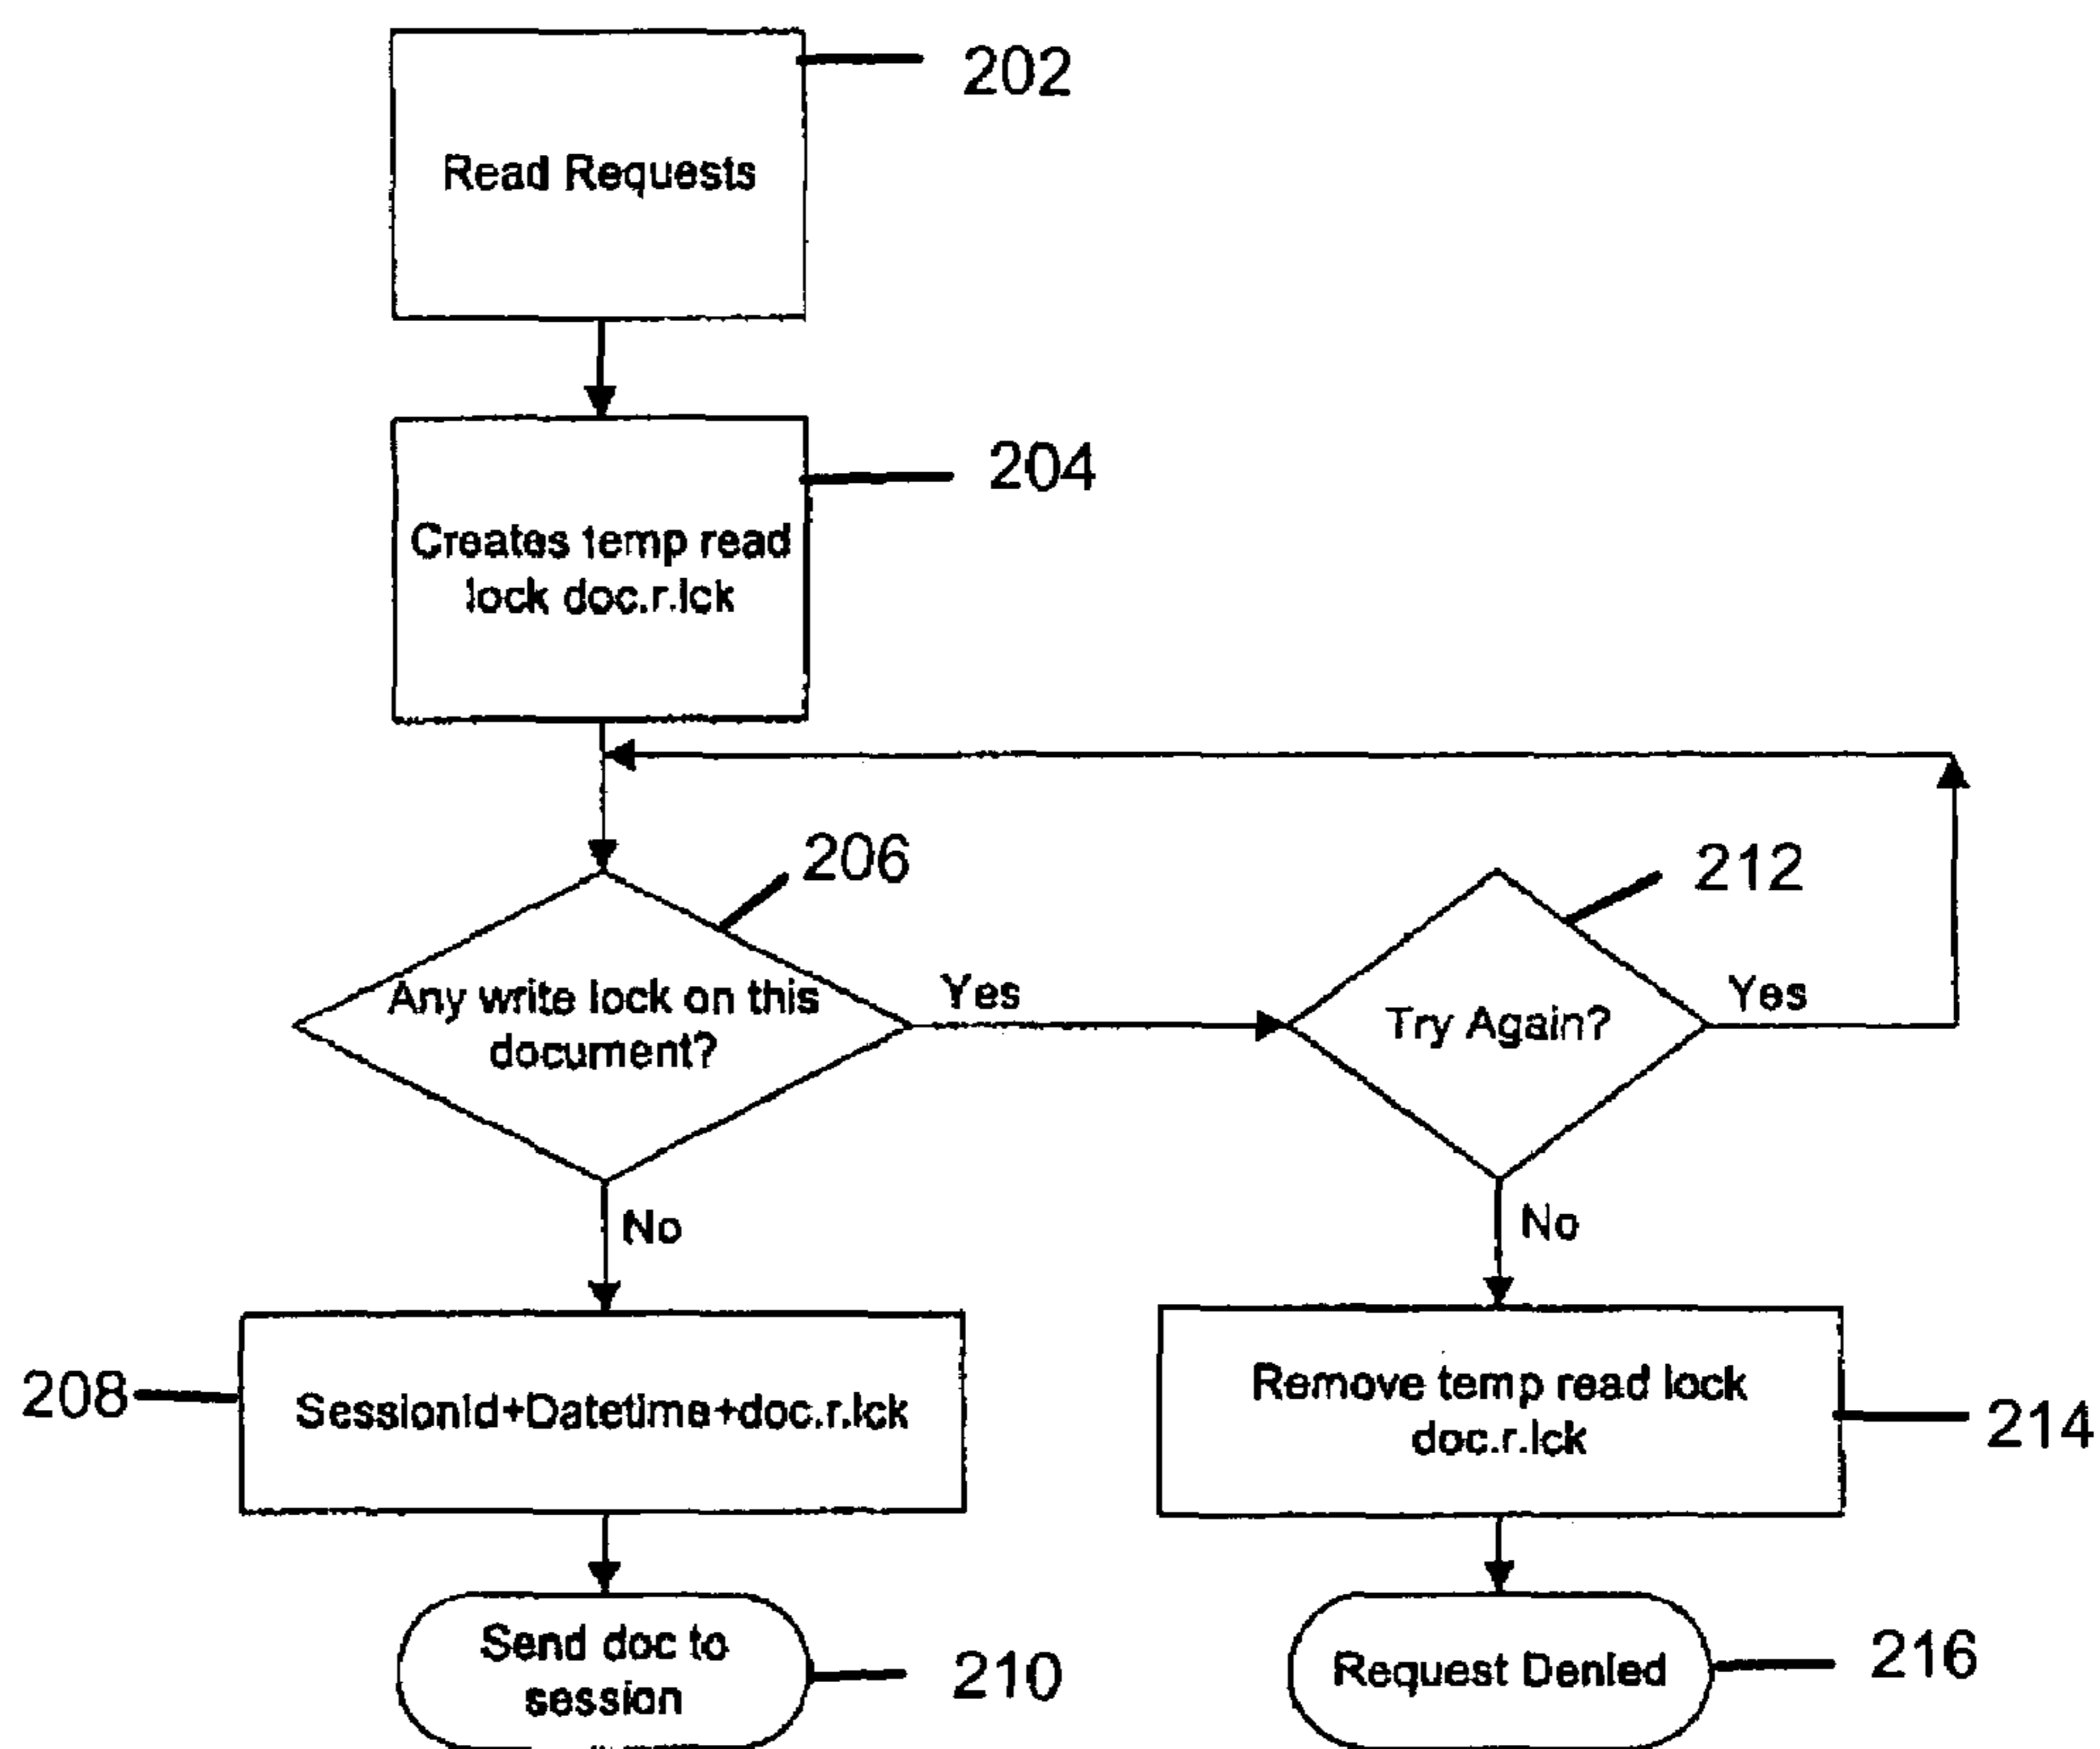 202
Read Requests
204
Creates temp read
lock doc.r.lck
206
212
Any write lock on this
document?
Yes
Try Again?
Yes
No
No
208
SessionId+Datetime+doc.r.lck
Remove temp read lock
doc.r.lck
214
Send doc to
session
210
Request Denied
216